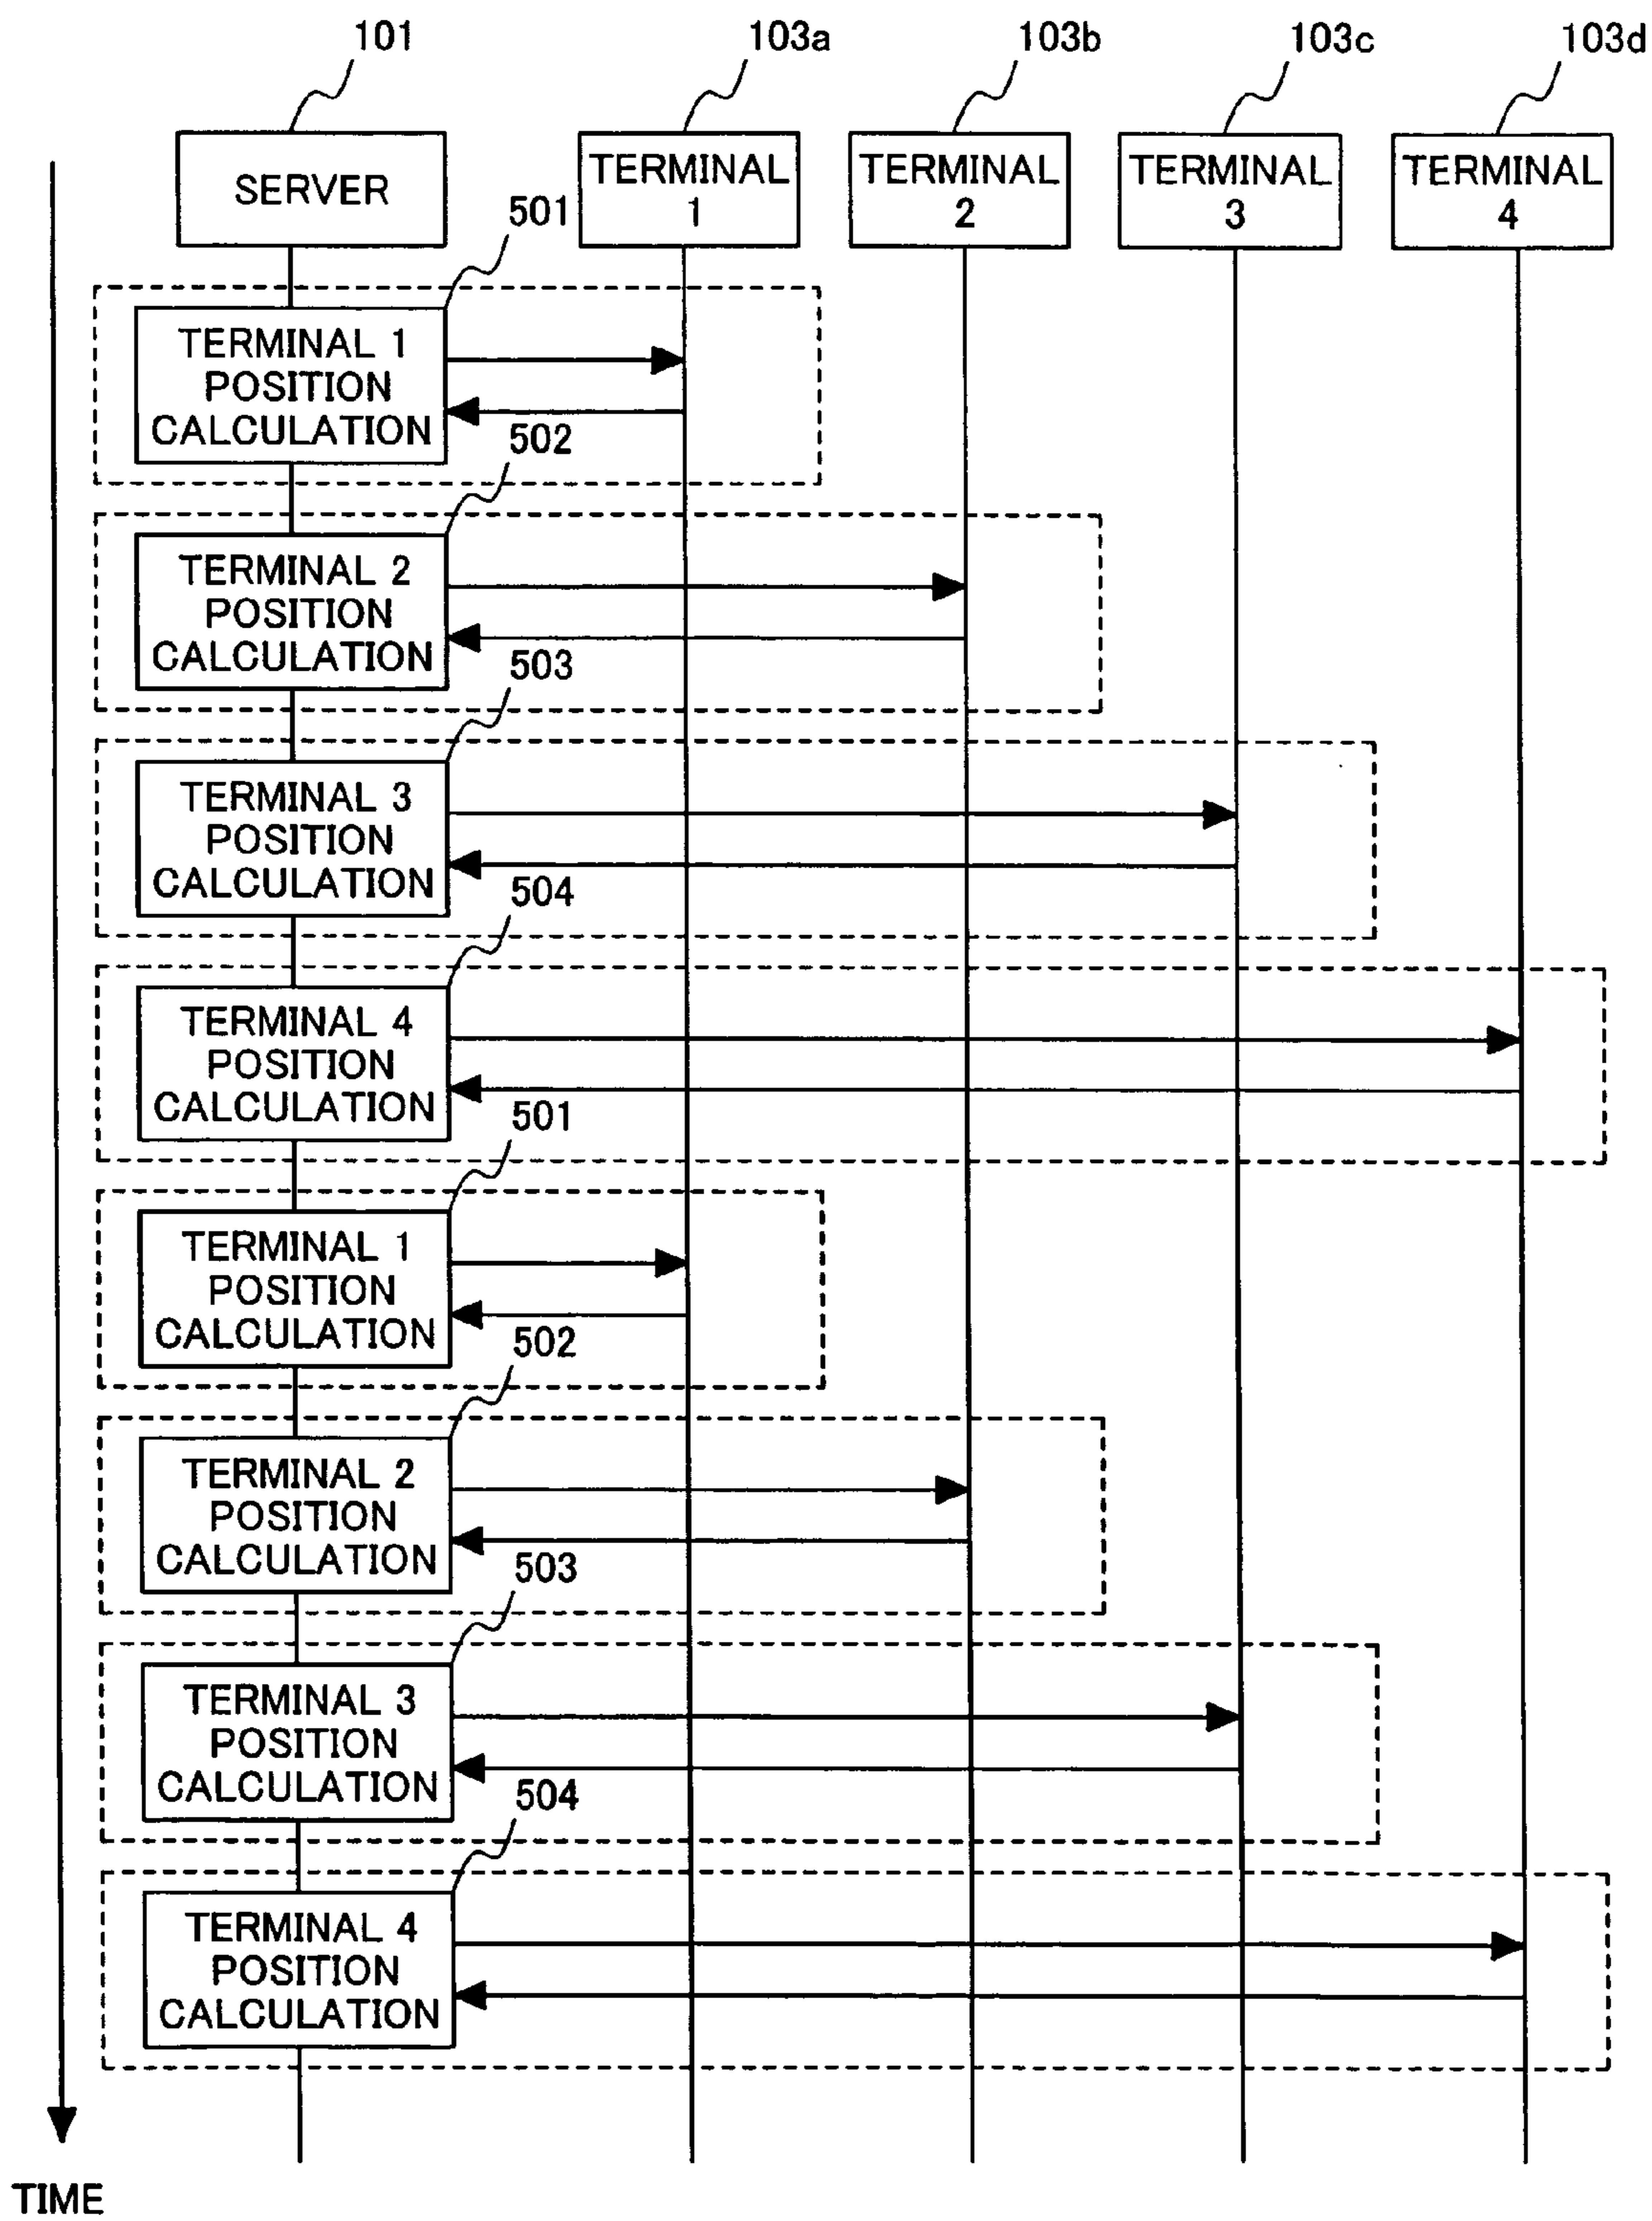 101
103a
103b
103c
103d
SERVER
TERMINAL
1
TERMINAL
2
TERMINAL
3
TERMINAL
4
501
TERMINAL 1
POSITION
CALCULATION
502
TERMINAL 2
POSITION
CALCULATION
503
TERMINAL 3
POSITION
CALCULATION
504
TERMINAL 4
POSITION
CALCULATION
501
TERMINAL 1
POSITION
CALCULATION
502
TERMINAL 2
POSITION
CALCULATION
503
TERMINAL 3
POSITION
CALCULATION
504
TERMINAL 4
POSITION
CALCULATION
TIME